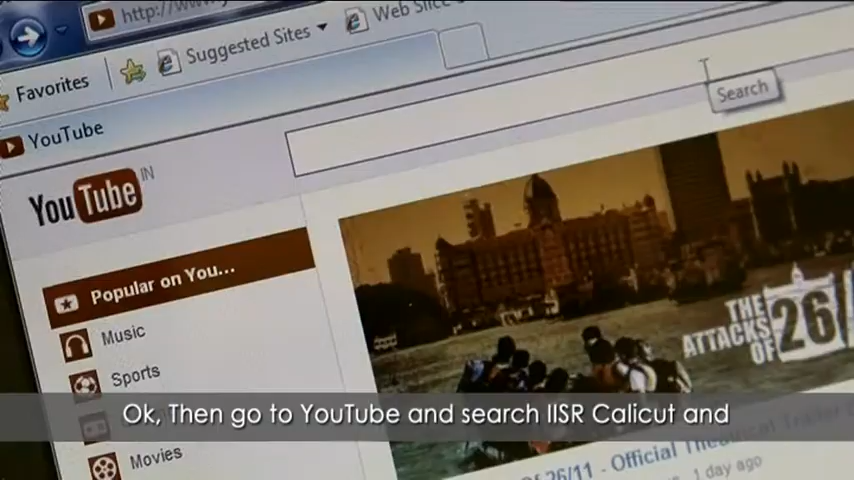 http://www.y
Suggested Sites
Web Slice
Favorites
YouTube
Search
YouTube IN
Popular on You...
Music
Sports
THE
ATTACKS
OF 26/
Movies
Of 26/11 - Official Theatrical Trailer
1 day ago
Ok, Then go to YouTube and search IISR Calicut and